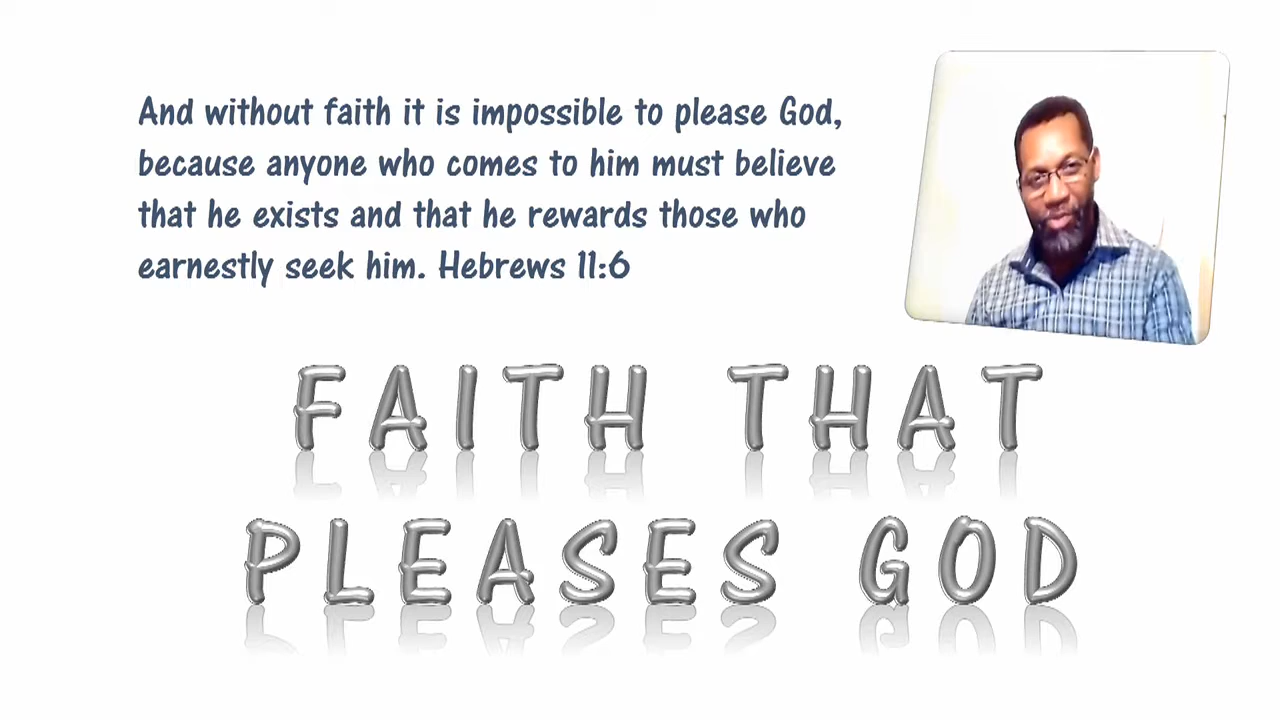 And without faith it is impossible to please God,
because anyone who comes to him must believe
that he exists and that he rewards those who
earnestly seek him. Hebrews 11:6
FAITH THAT
PLEASES GOD